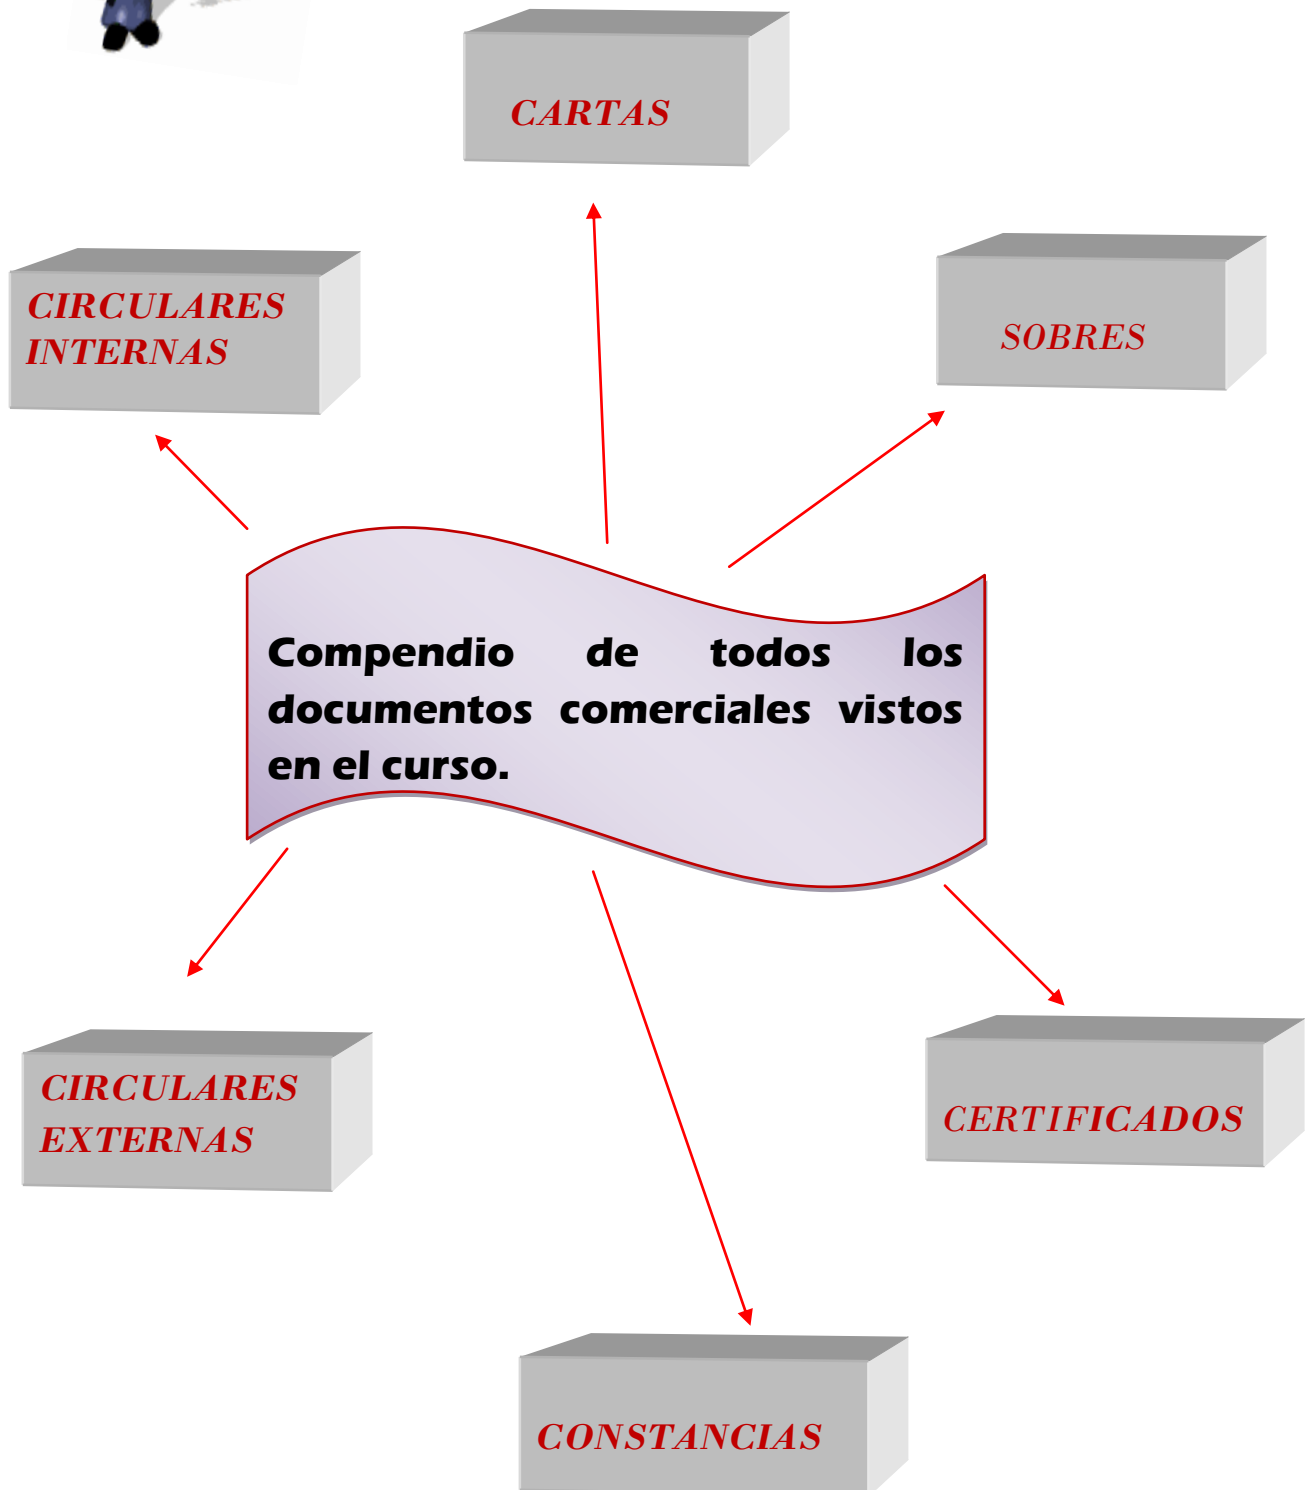 CARTAS
CIRCULARES
INTERNAS
SOBRES
Compendio de todos los
documentos comerciales vistos
en el curso.
CIRCULARES
EXTERNAS
CERTIFICADOS
CONSTANCIAS